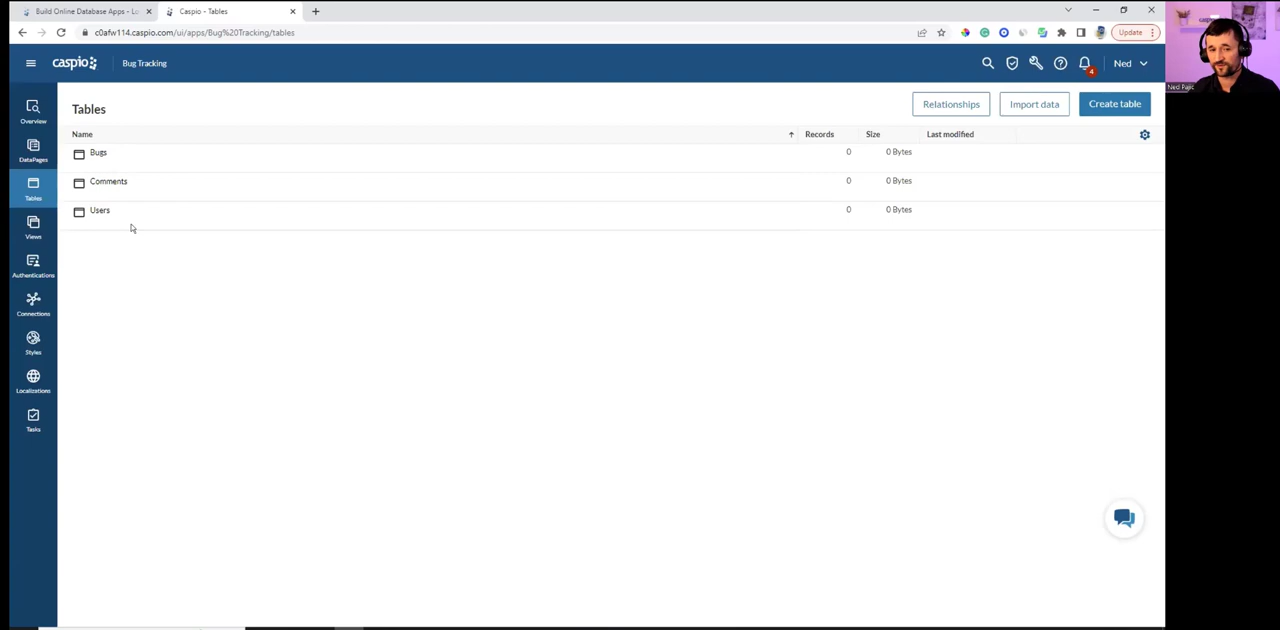 Build Online Database Apps - Lo
Caspio - Tables
c0afw114.caspio.com/ui/apps/Bug%20Tracking/tables
Update
caspio
Bug Tracking
4
Ned
Overview
DataPages
Tables
Views
Authentications
Connections
Styles
Localizations
Tasks
Tables
Relationships
Import data
Create table
Name
Records
Size
Last modified
Bugs
0
0 Bytes
Comments
0
0 Bytes
Users
0
0 Bytes
Ned Pajic